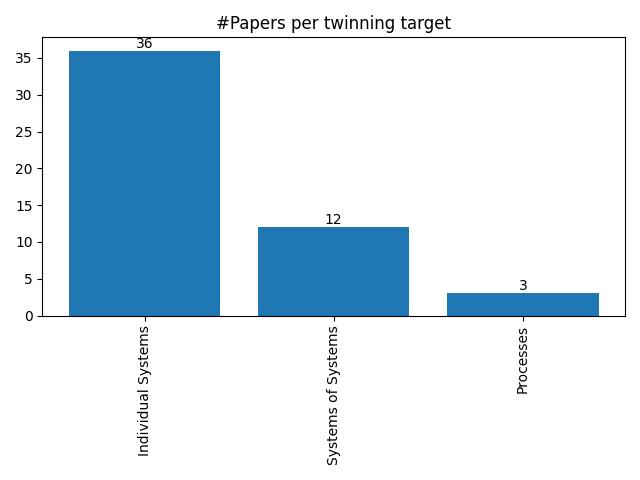 #Papers per twinning target
36
12
3
35
30
25
20
15
10
5
0
Individual Systems
Systems of Systems
Processes